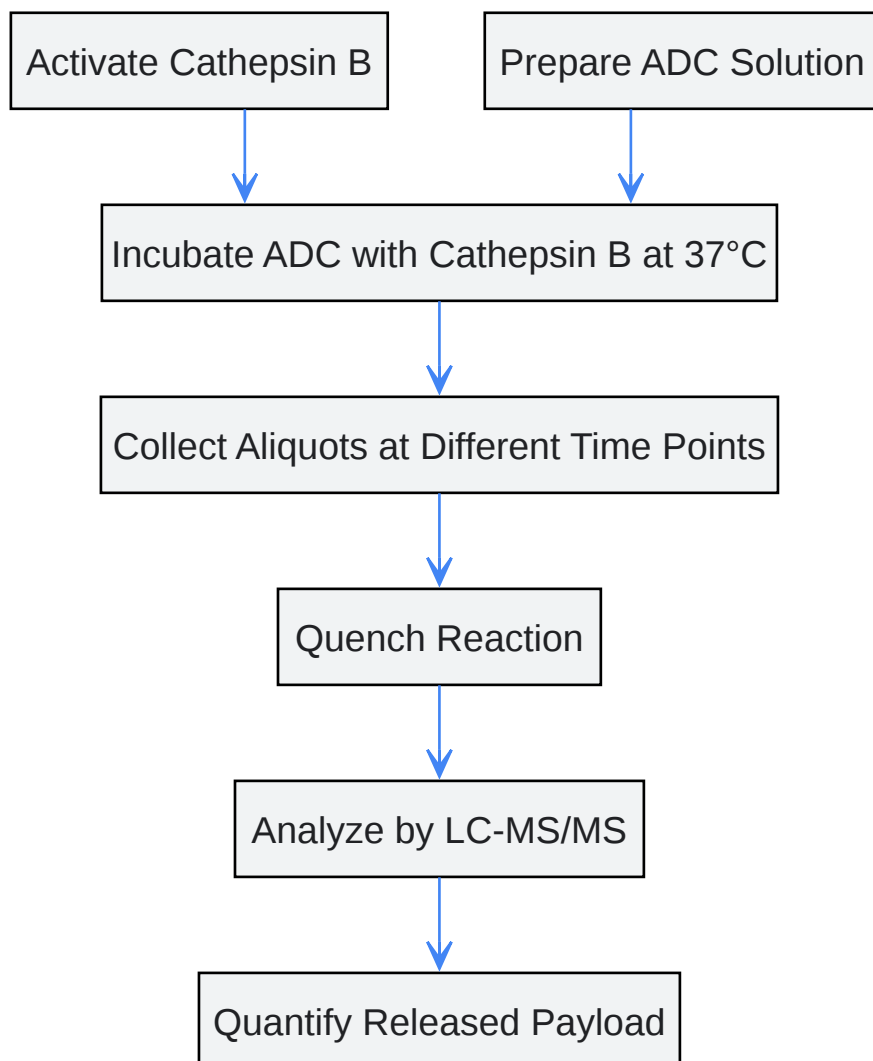 Activate Cathepsin B
Prepare ADC Solution
Incubate ADC with Cathepsin B at 37°C
Collect Aliquots at Different Time Points
Quench Reaction
Analyze by LC-MS/MS
Quantify Released Payload